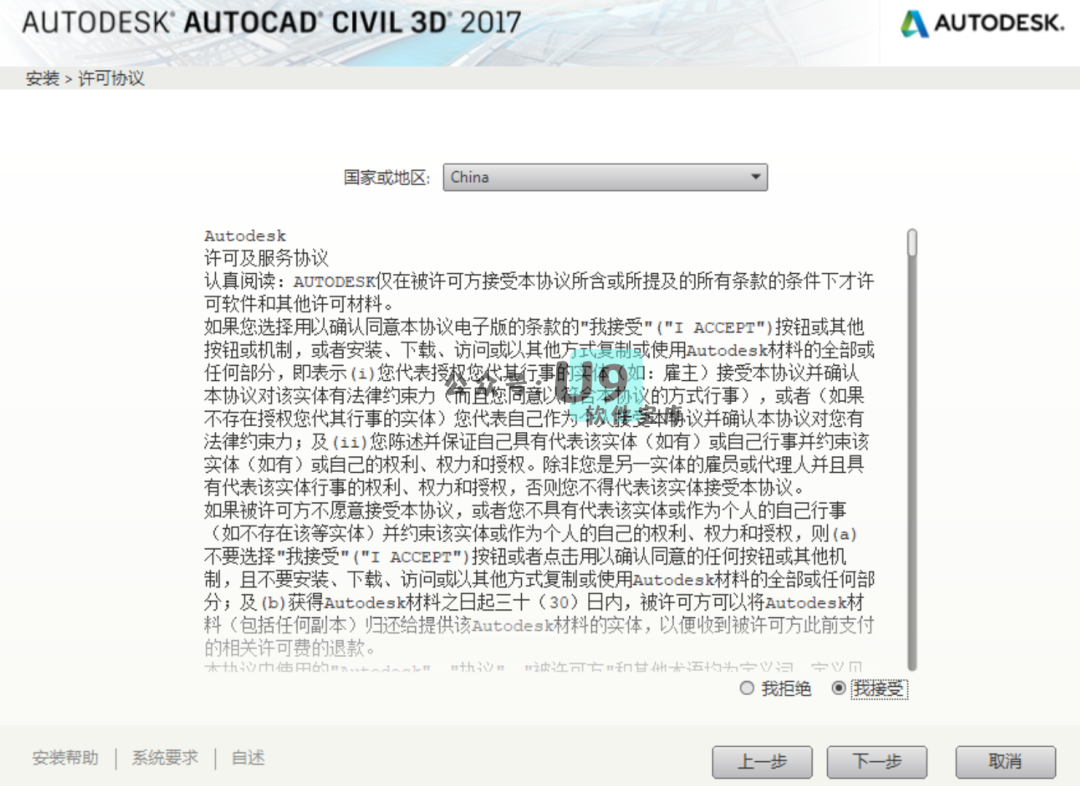 AUTODESK® AUTOCAD® CIVIL 3D® 2017
AUTODESK.
安装 > 许可协议
国家或地区: China
Autodesk
许可及服务协议
认真阅读：AUTODESK仅在被许可方接受本协议所含或所提及的所有条款的条件下才许
可软件和其他许可材料。
如果您选择用以确认同意本协议电子版的条款的"我接受"("I ACCEPT")按钮或其他
按钮或机制，或者安装、下载、访问或以其他方式复制或使用Autodesk材料的全部或
任何部分，即表示(i)您代表授权您代其行事的实体（如：雇主）接受本协议并确认
本协议对该实体有法律约束力（而且您同意以符合本协议的方式行事），或者（如果
不存在授权您代其行事的实体）您代表自己作为个人接受本协议并确认本协议对您有
法律约束力；及(ii)您陈述并保证自己具有代表该实体（如有）或自己行事并约束该
实体（如有）或自己的权利、权力和授权。除非您是另一实体的雇员或代理人并且具
有代表该实体行事的权利、权力和授权，否则您不得代表该实体接受本协议。
如果被许可方不愿意接受本协议，或者您不具有代表该实体或作为个人的自己行事
（如不存在该等实体）并约束该实体或作为个人的自己的权利、权力和授权，则(a)
不要选择"我接受"("I ACCEPT")按钮或者点击用以确认同意的任何按钮或其他机
制，且不要安装、下载、访问或以其他方式复制或使用Autodesk材料的全部或任何部
分；及(b)获得Autodesk材料之日起三十（30）日内，被许可方可以将Autodesk材
料（包括任何副本）归还给提供该Autodesk材料的实体，以便收到被许可方此前支付
的相关许可费的退款。
本协议中使用的"Autodesk"、"协议"、"被许可方"和其他术语均为定义词，定义见
公众号：U9
软件宝库
我拒绝 我接受
安装帮助 | 系统要求 | 自述
上一步 下一步 取消